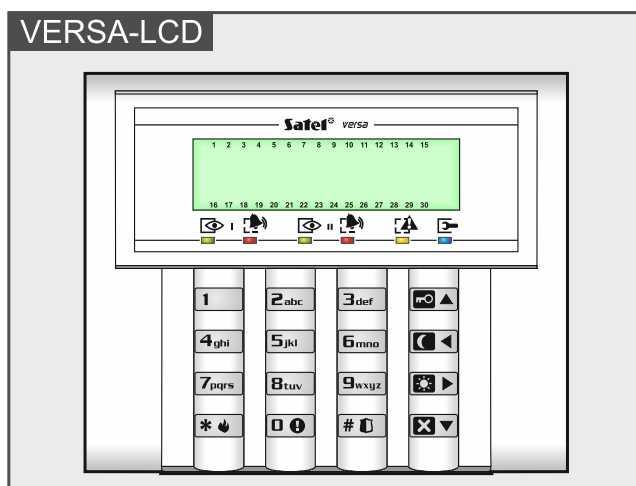 VERSA-LCD
Satel® versa
1 2 3 4 5 6 7 8 9 10 11 12 13 14 15
16 17 18 19 20 21 22 23 24 25 26 27 28 29 30
I II
1 2abc 3def
4ghi 5jkl 6mno
7pqrs 8tuv 9wxyz
* 0 #